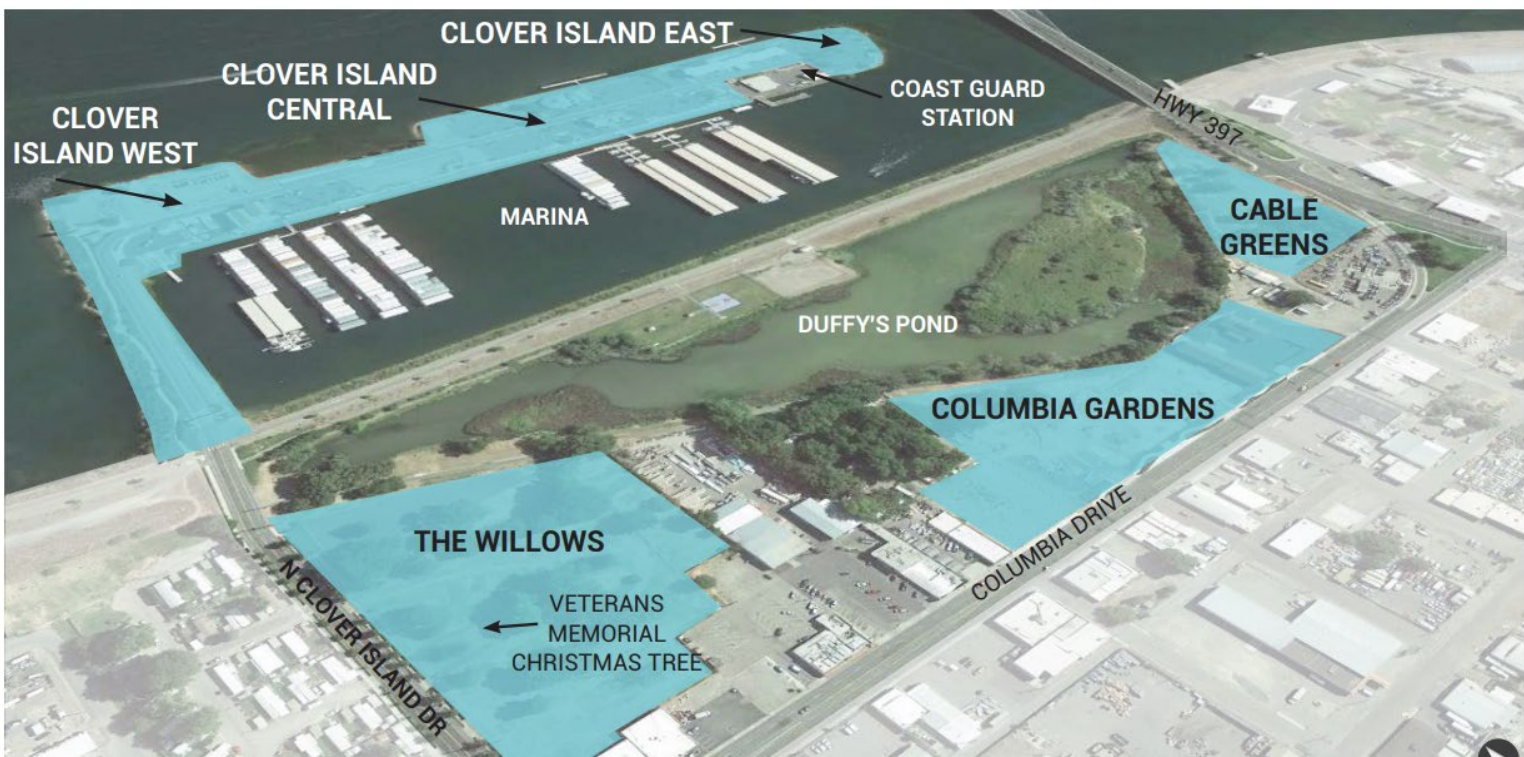 CLOVER ISLAND EAST
CLOVER ISLAND
CENTRAL
CLOVER
ISLAND WEST
COAST GUARD
STATION
HWY 397
MARINA
CABLE
GREENS
DUFFY'S POND
COLUMBIA GARDENS
THE WILLOWS
COLUMBIA DRIVE
N CLOVER ISLAND DR
VETERANS
MEMORIAL
CHRISTMAS TREE